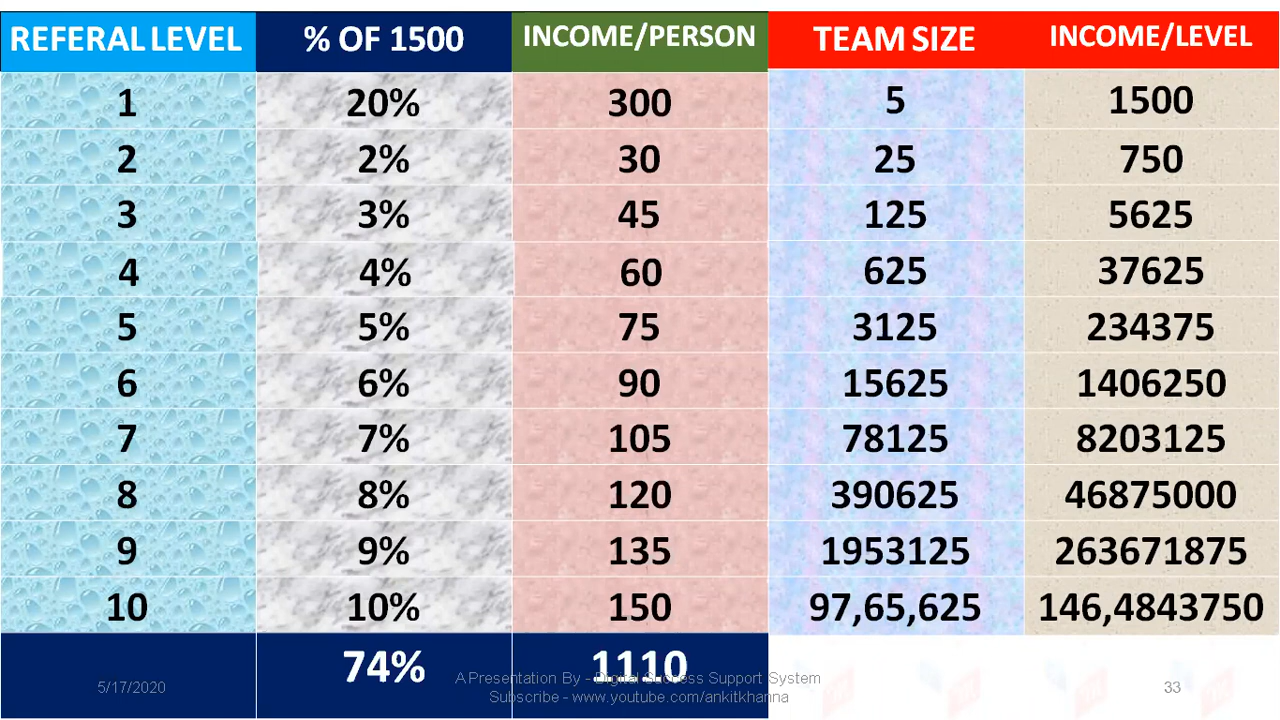 REFERAL LEVEL % OF 1500 INCOME/PERSON TEAM SIZE INCOME/LEVEL
1 20% 300 5 1500
2 2% 30 25 750
3 3% 45 125 5625
4 4% 60 625 37625
5 5% 75 3125 234375
6 6% 90 15625 1406250
7 7% 105 78125 8203125
8 8% 120 390625 46875000
9 9% 135 1953125 263671875
10 10% 150 97,65,625 146,4843750
74% 1110
5/17/2020 A Presentation By - Digital Success Support System 33
Subscribe - www.youtube.com/ankitkhanna